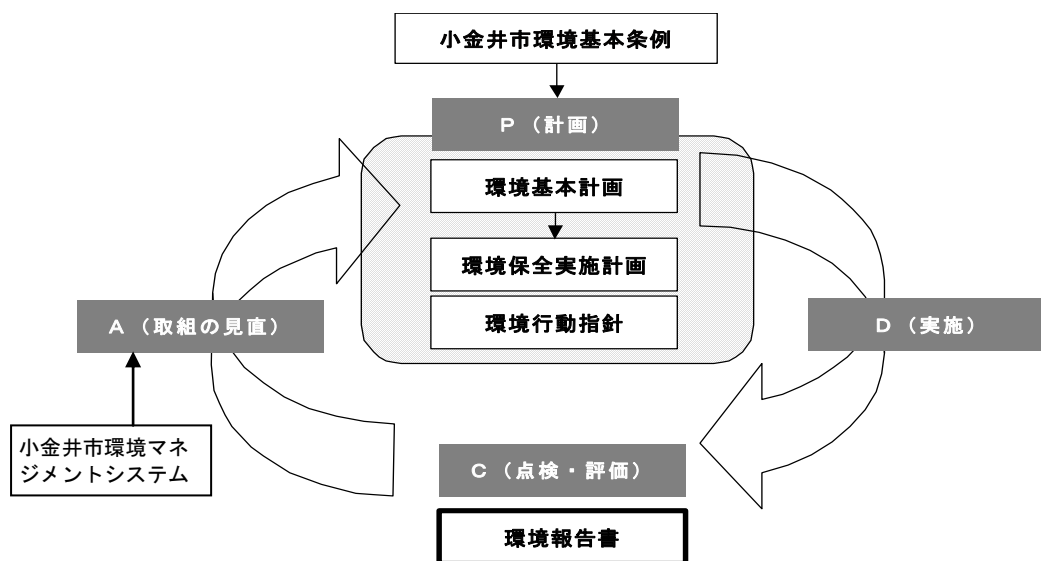 小金井市環境基本条例
P（計画）
環境基本計画
環境保全実施計画
環境行動指針
A（取組の見直）
D（実施）
小金井市環境マネ
ジメントシステム
C（点検・評価）
環境報告書